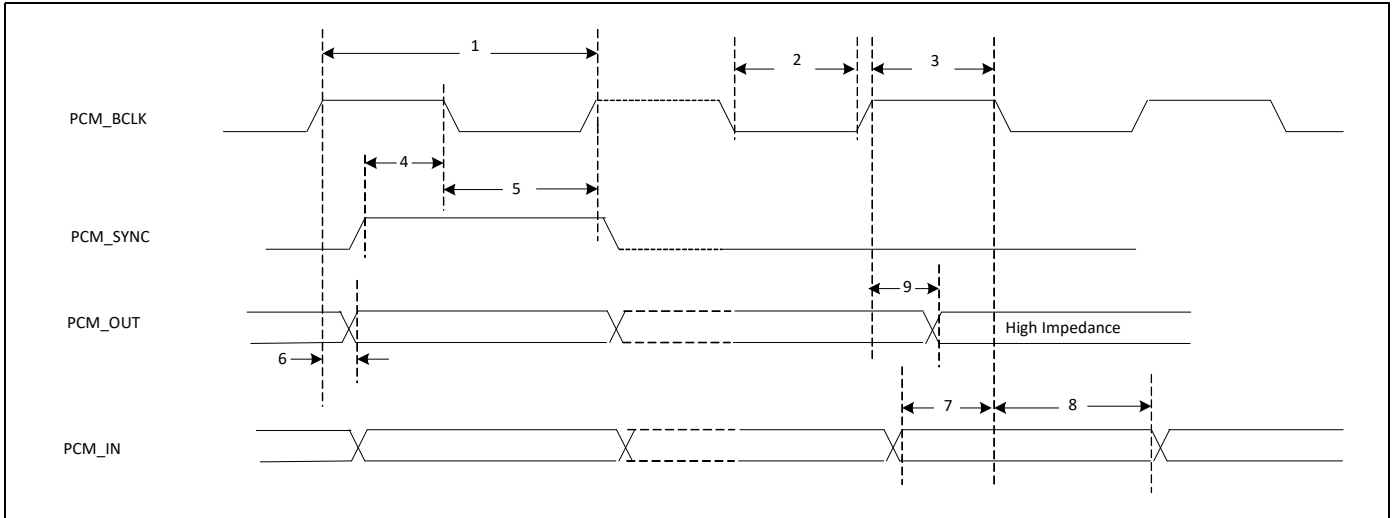 1
2
3
PCM_BCLK
4
5
PCM_SYNC
9
PCM_OUT
High Impedance
6
7
8
PCM_IN